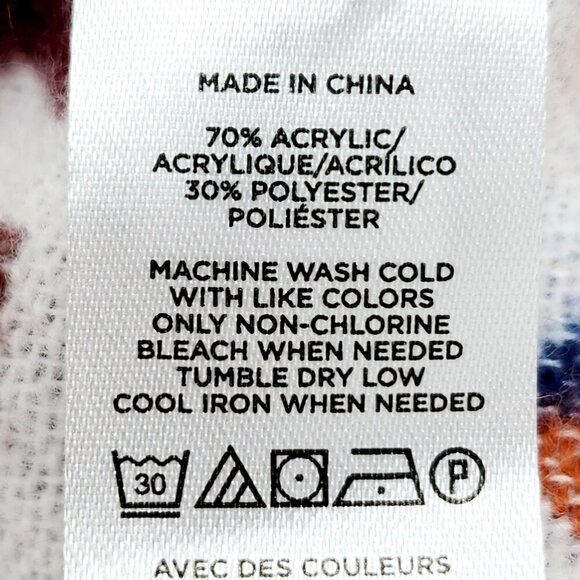 MADE IN CHINA
70% ACRYLIC/
ACRYLIQUE/ACRÍLICO
30% POLYESTER/
POLIÉSTER
MACHINE WASH COLD
WITH LIKE COLORS
ONLY NON-CHLORINE
BLEACH WHEN NEEDED
TUMBLE DRY LOW
COOL IRON WHEN NEEDED
30 P
AVEC DES COULEURS